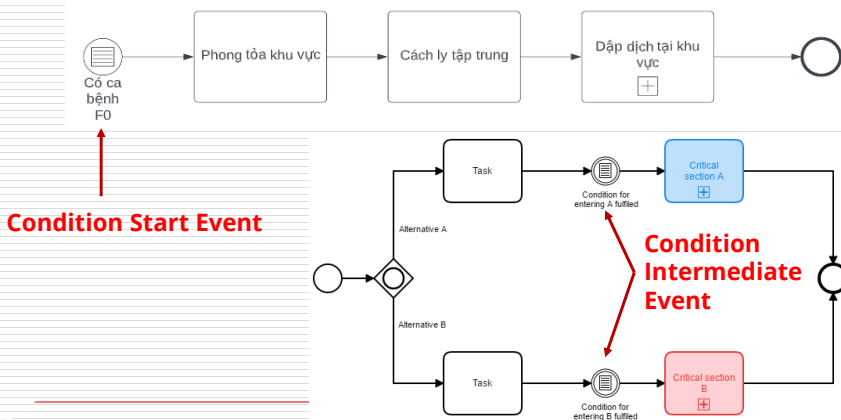 Phong tỏa khu vực
Cách ly tập trung
Dập dịch tại khu
vực
Có ca
bệnh
F0
Condition Start Event
Task
Critical
section A
Condition for
entering A fulfiled
Alternative A
Condition
Intermediate
Event
Alternative B
Task
Critical section
B
Condition for
entering B fulfiled